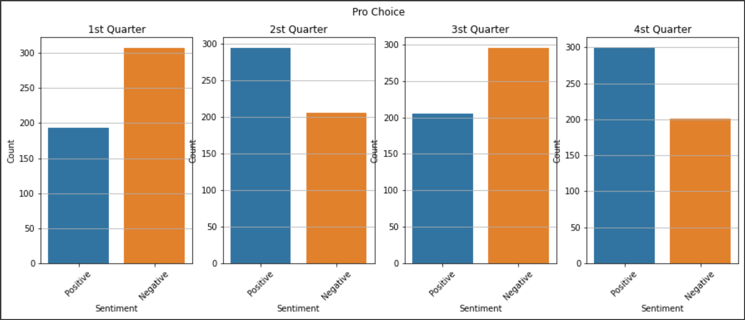 Pro Choice
1st Quarter
300
250
200
150
100
50
0
Count
Positive
Negative
Sentiment
2st Quarter
300
250
200
150
100
50
0
Count
Positive
Negative
Sentiment
3st Quarter
300
250
200
150
100
50
0
Count
Positive
Negative
Sentiment
4st Quarter
300
250
200
150
100
50
0
Count
Positive
Negative
Sentiment